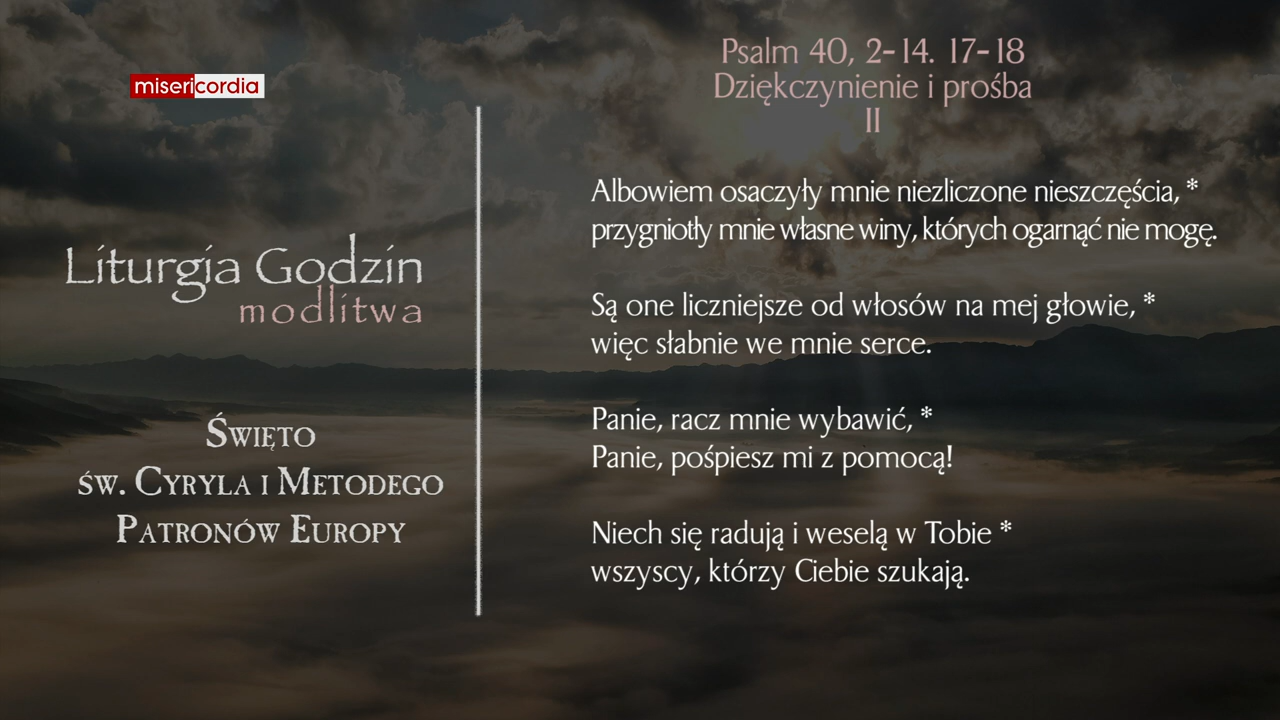 misericordia
Liturgia Godzin
modlitwa
Święto
św. Cyryla i Metodego
Patronów Europy
Psalm 40, 2-14. 17-18
Dziękczynienie i prośba
II
Albowiem osaczyły mnie niezliczone nieszczęścia, *
przygniotły mnie własne winy, których ogarnąć nie mogę.
Są one liczniejsze od włosów na mej głowie, *
więc słabnie we mnie serce.
Panie, racz mnie wybawić, *
Panie, pośpiesz mi z pomocą!
Niech się radują i weselą w Tobie *
wszyscy, którzy Ciebie szukają.